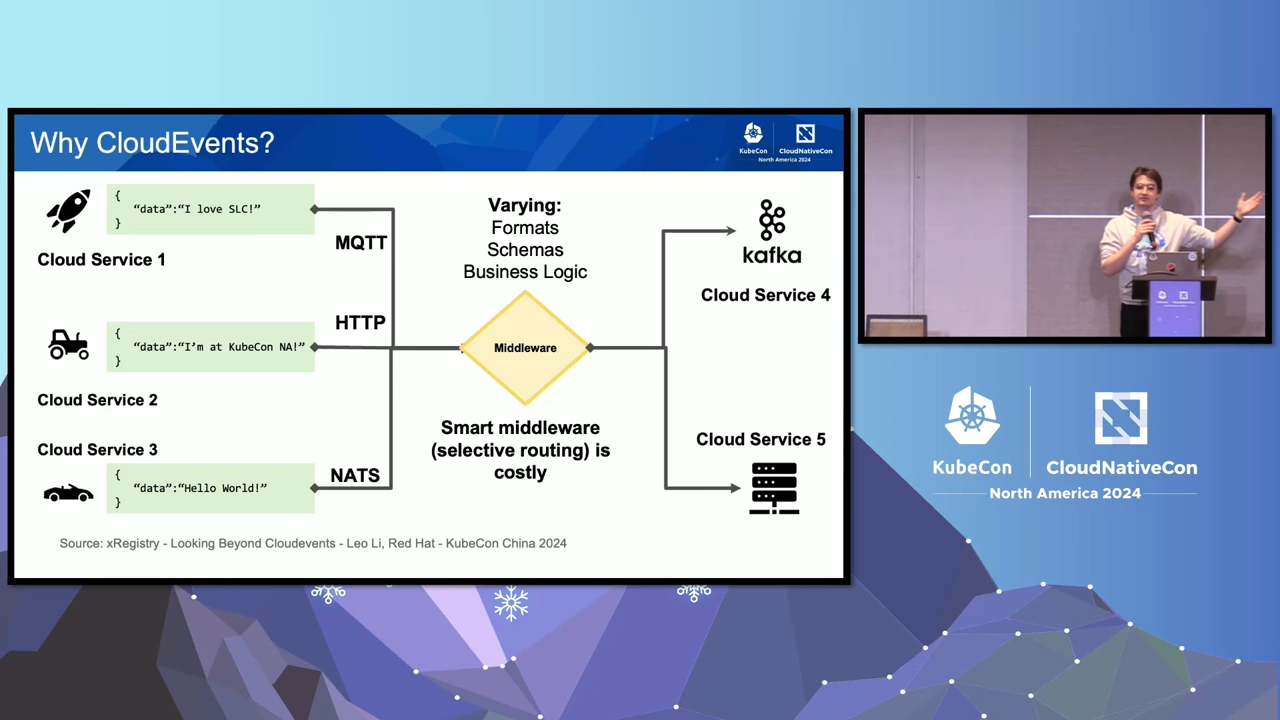 Why CloudEvents?
KubeCon
CloudNativeCon
North America 2024
{
“data”:“I love SLC!”
}
Cloud Service 1
MQTT
{
“data”:“I’m at KubeCon NA!”
}
Cloud Service 2
HTTP
Cloud Service 3
{
“data”:“Hello World!”
}
NATS
Varying:
Formats
Schemas
Business Logic
Middleware
Smart middleware
(selective routing) is
costly
kafka
Cloud Service 4
Cloud Service 5
Source: xRegistry - Looking Beyond Cloudevents - Leo Li, Red Hat - KubeCon China 2024
KubeCon
CloudNativeCon
North America 2024